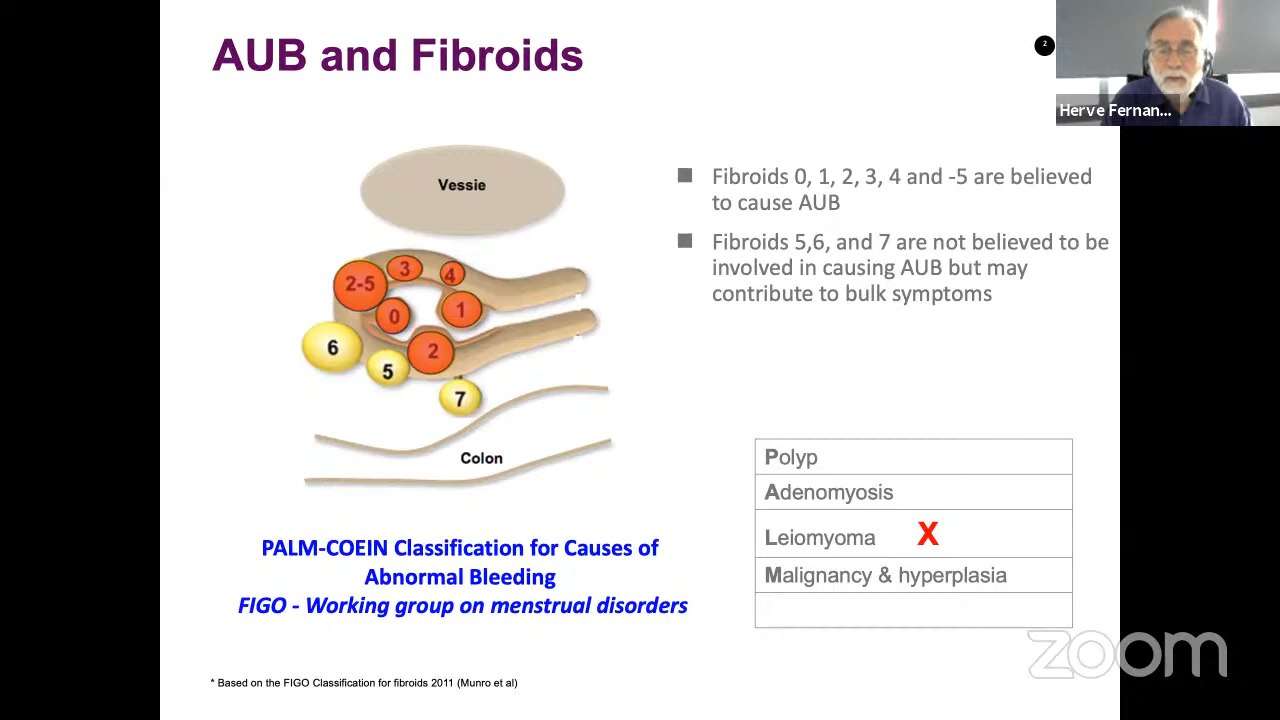 AUB and Fibroids
2
Herve Fernan...
Vessie
Fibroids 0, 1, 2, 3, 4 and -5 are believed
to cause AUB
Fibroids 5,6, and 7 are not believed to be
involved in causing AUB but may
contribute to bulk symptoms
3
4
2-5
0
1
2
6
5
7
Colon
PALM-COEIN Classification for Causes of
Abnormal Bleeding
FIGO - Working group on menstrual disorders
Polyp
Adenomyosis
Leiomyoma X
Malignancy & hyperplasia
zoom
* Based on the FIGO Classification for fibroids 2011 (Munro et al)